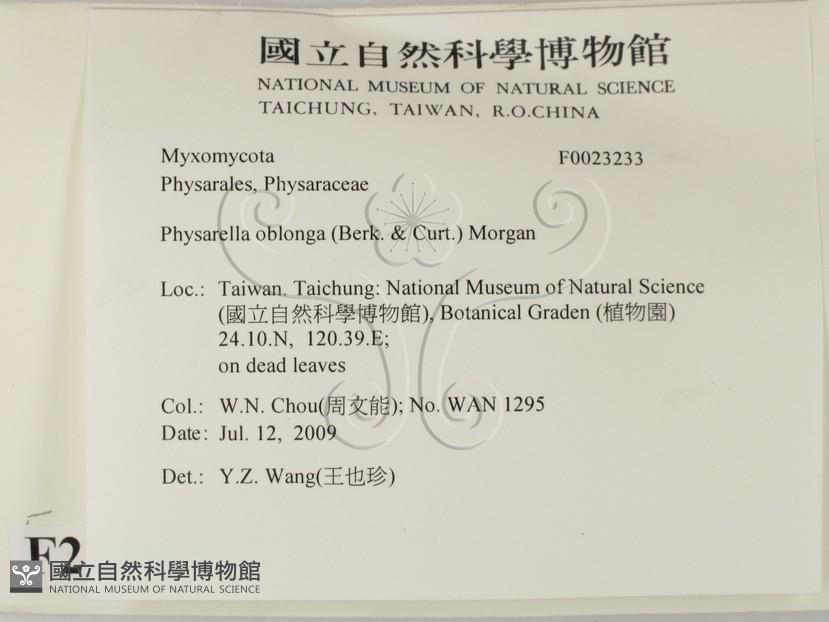 國立自然科學博物館
NATIONAL MUSEUM OF NATURAL SCIENCE
TAICHUNG, TAIWAN, R.O.CHINA
Myxomycota F0023233
Physarales, Physaraceae
Physarella oblonga (Berk. & Curt.) Morgan
Loc.: Taiwan. Taichung: National Museum of Natural Science
(國立自然科學博物館), Botanical Graden (植物園)
24.10.N, 120.39.E;
on dead leaves
Col.: W.N. Chou(周文能); No. WAN 1295
Date: Jul. 12, 2009
Det.: Y.Z. Wang(王也珍)
F2
國立自然科學博物館
NATIONAL MUSEUM OF NATURAL SCIENCE